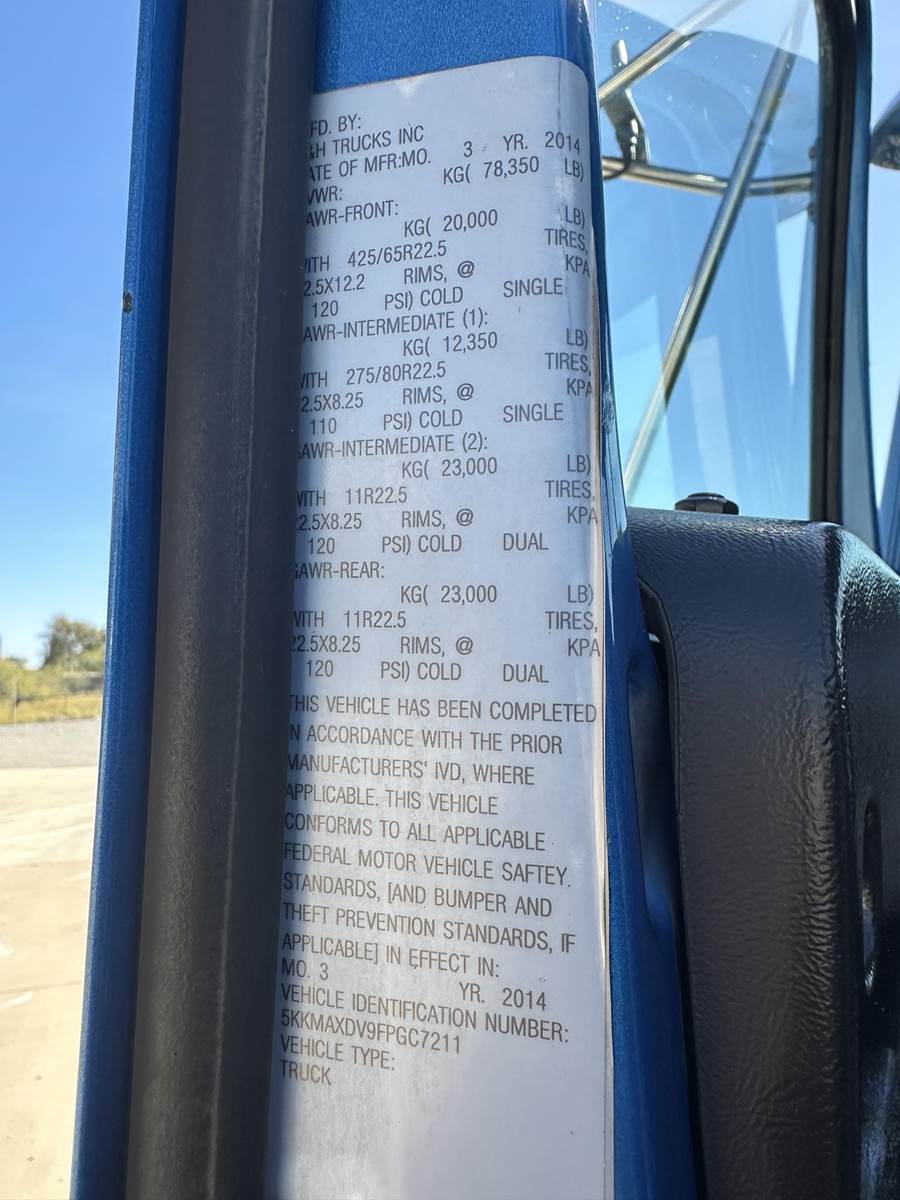 FD. BY:
&H TRUCKS INC
ATE OF MFR:MO. 3 YR. 2014
VWR: KG( 78,350 LB)
AWR-FRONT:
KG( 20,000 LB)
ITH 425/65R22.5 TIRES,
2.5X12.2 RIMS, @ KPA
120 PSI) COLD SINGLE
AWR-INTERMEDIATE (1):
KG( 12,350 LB)
ITH 275/80R22.5 TIRES,
2.5X8.25 RIMS, @ KPA
110 PSI) COLD SINGLE
GAWR-INTERMEDIATE (2):
KG( 23,000 LB)
WITH 11R22.5 TIRES,
22.5X8.25 RIMS, @ KPA
120 PSI) COLD DUAL
GAWR-REAR:
KG( 23,000 LB)
WITH 11R22.5 TIRES,
22.5X8.25 RIMS, @ KPA
120 PSI) COLD DUAL
THIS VEHICLE HAS BEEN COMPLETED
IN ACCORDANCE WITH THE PRIOR
MANUFACTURERS' IVD, WHERE
APPLICABLE. THIS VEHICLE
CONFORMS TO ALL APPLICABLE
FEDERAL MOTOR VEHICLE SAFTEY
STANDARDS, [AND BUMPER AND
THEFT PREVENTION STANDARDS, IF
APPLICABLE] IN EFFECT IN:
MO. 3 YR. 2014
VEHICLE IDENTIFICATION NUMBER:
5KKMAXDV9FPGC7211
VEHICLE TYPE:
TRUCK